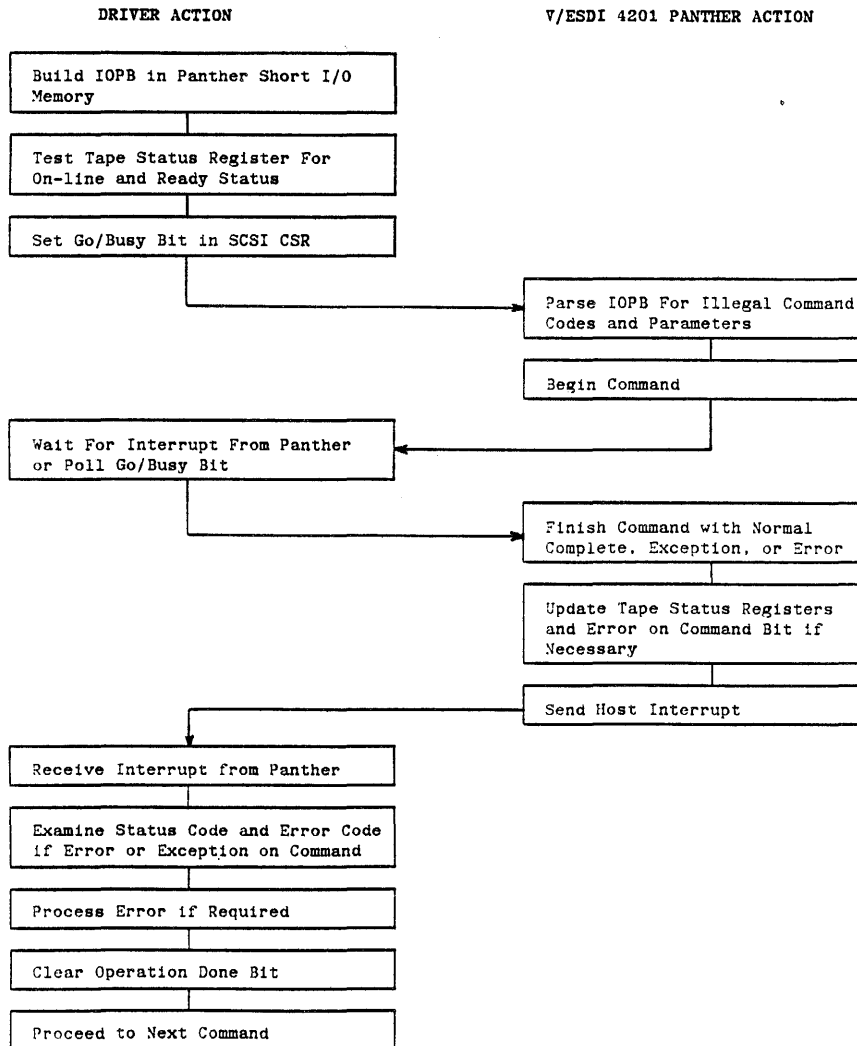 DRIVER ACTION
V/ESDI 4201 PANTHER ACTION
Build IOPB in Panther Short I/O
Memory
Test Tape Status Register For
On-line and Ready Status
Set Go/Busy Bit in SCSI CSR
Parse IOPB For Illegal Command
Codes and Parameters
Begin Command
Wait For Interrupt From Panther
or Poll Go/Busy Bit
Finish Command with Normal
Complete, Exception, or Error
Update Tape Status Registers
and Error on Command Bit if
Necessary
Send Host Interrupt
Receive Interrupt from Panther
Examine Status Code and Error Code
if Error or Exception on Command
Process Error if Required
Clear Operation Done Bit
Proceed to Next Command